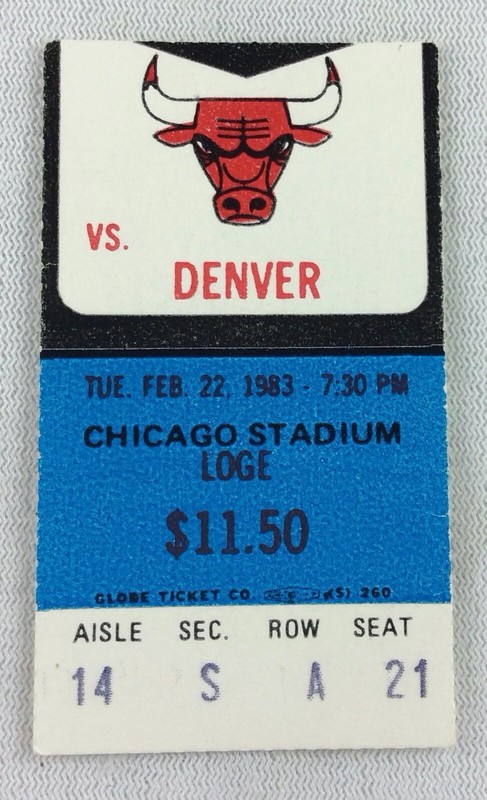 VS.
DENVER
TUE. FEB. 22, 1983 - 7:30 PM
CHICAGO STADIUM
LOGE
$11.50
GLOBE TICKET CO. (S) 260
AISLE SEC. ROW SEAT
14 S A 21